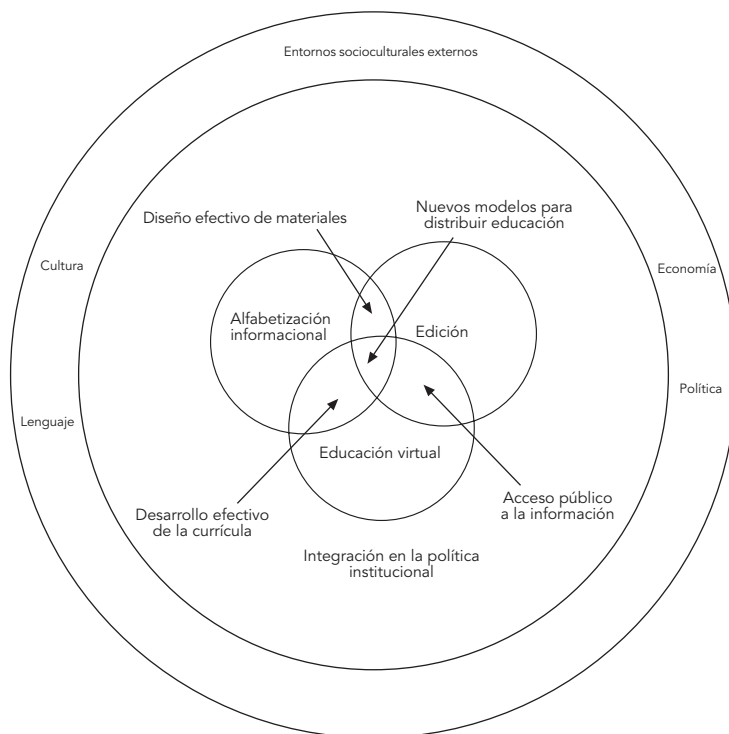 Entornos socioculturales externos
Nuevos modelos para
distribuir educación
Diseño efectivo de materiales
Cultura
Economía
Alfabetización
informacional
Edición
Política
Lenguaje
Educación virtual
Acceso público
a la información
Desarrollo efectivo
de la currícula
Integración en la política
institucional